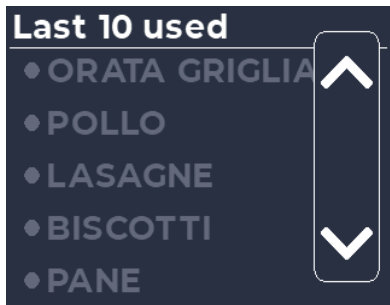 Last 10 used
• ORATA GRIGLIA
• POLLO
• LASAGNE
• BISCOTTI
• PANE